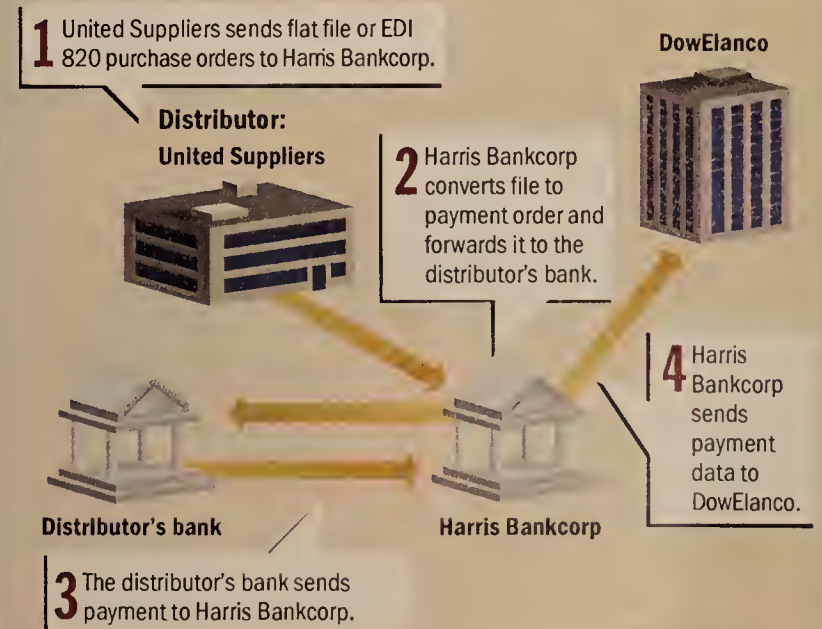 1 United Suppliers sends flat file or EDI
820 purchase orders to Harris Bankcorp.
DowElanco
Distributor:
United Suppliers
2 Harris Bankcorp
converts file to
payment order and
forwards it to the
distributor's bank.
4 Harris
Bankcorp
sends
payment
data to
DowElanco.
Distributor's bank
Harris Bankcorp
3 The distributor's bank sends
payment to Harris Bankcorp.